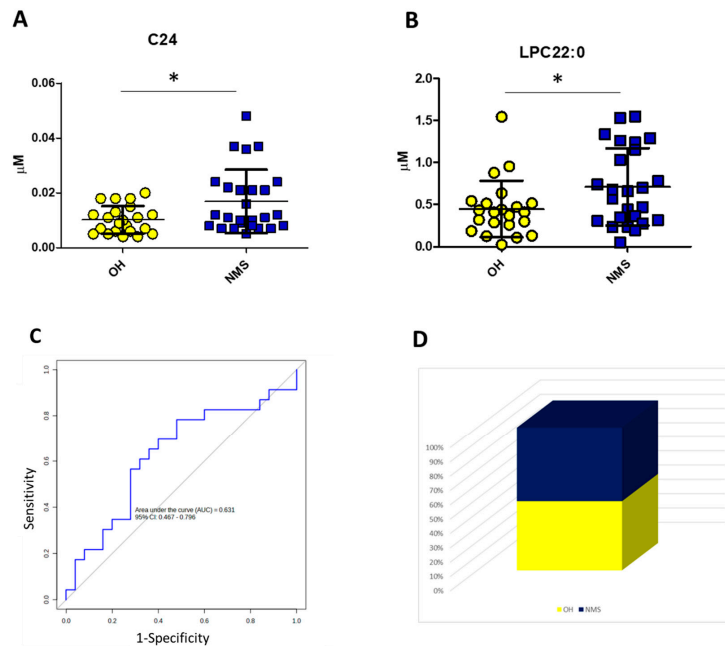 A
C24
0.06
0.04
0.02
0.00
μM
*
OH
NMS
B
LPC22:0
2.0
1.5
1.0
0.5
0.0
μM
*
OH
NMS
C
1.0
0.8
0.6
0.4
0.2
0.0
Sensitivity
Area under the curve (AUC) = 0.631
95% CI: 0.467 - 0.796
0.0 0.2 0.4 0.6 0.8 1.0
1-Specificity
D
100%
90%
80%
70%
60%
50%
40%
30%
20%
10%
0%
OH NMS